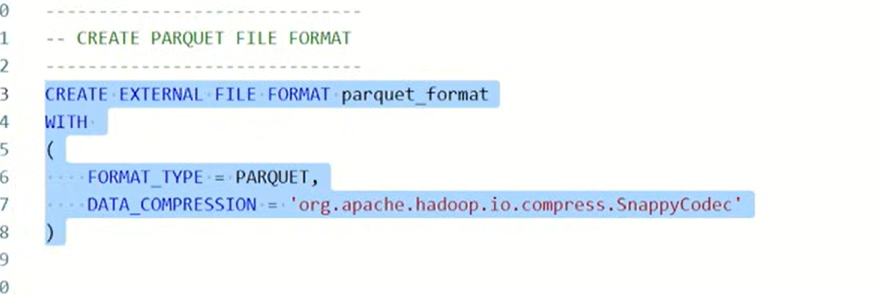 0 ------------------------------
1 -- CREATE PARQUET FILE FORMAT
2 ------------------------------
3 CREATE EXTERNAL FILE FORMAT parquet_format
4 WITH
5 (
6 FORMAT_TYPE = PARQUET,
7 DATA_COMPRESSION = 'org.apache.hadoop.io.compress.SnappyCodec'
8 )
9
0